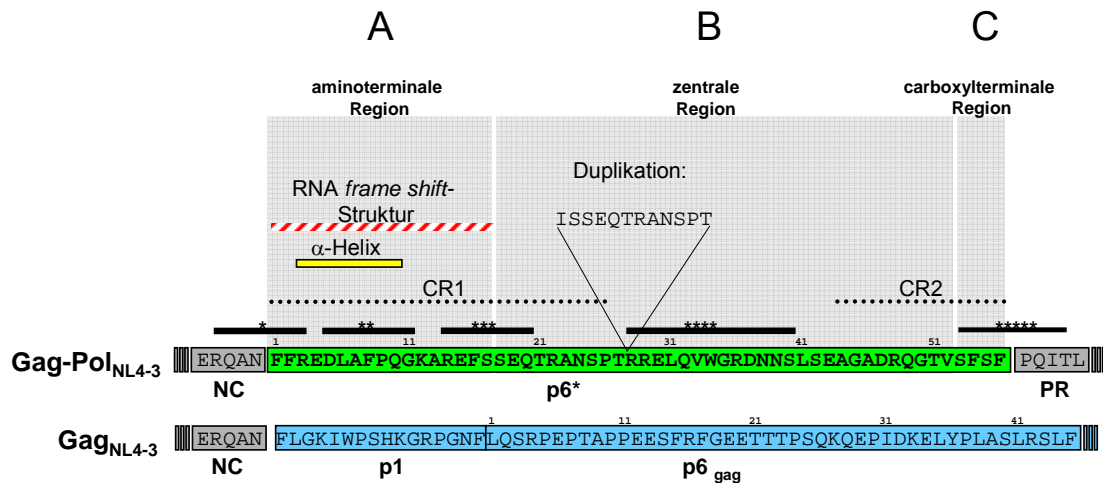 A B C
aminoterminale Region
zentrale Region
carboxylterminale Region
Duplikation:
RNA frame shift-
Struktur
ISSEQTRANSPT
α-Helix
CR1 CR2
* ** *** **** *****
1 11 21 31 41 51
Gag-PolNL4-3 ERQAN FFREDLAFPQGKAREFSSEQTRANSPTRRELQVWGRDNNSLSEAGADRQGTVSFSF PQITL
NC p6* PR
1 11 21 31 41
GagNL4-3 ERQAN FLGKIWPSHKGRPGNF LQSRPEPTAPPEESFRFGEETTTPSQKQEPIDKELYPLASLRSLF
NC p1 p6 gag